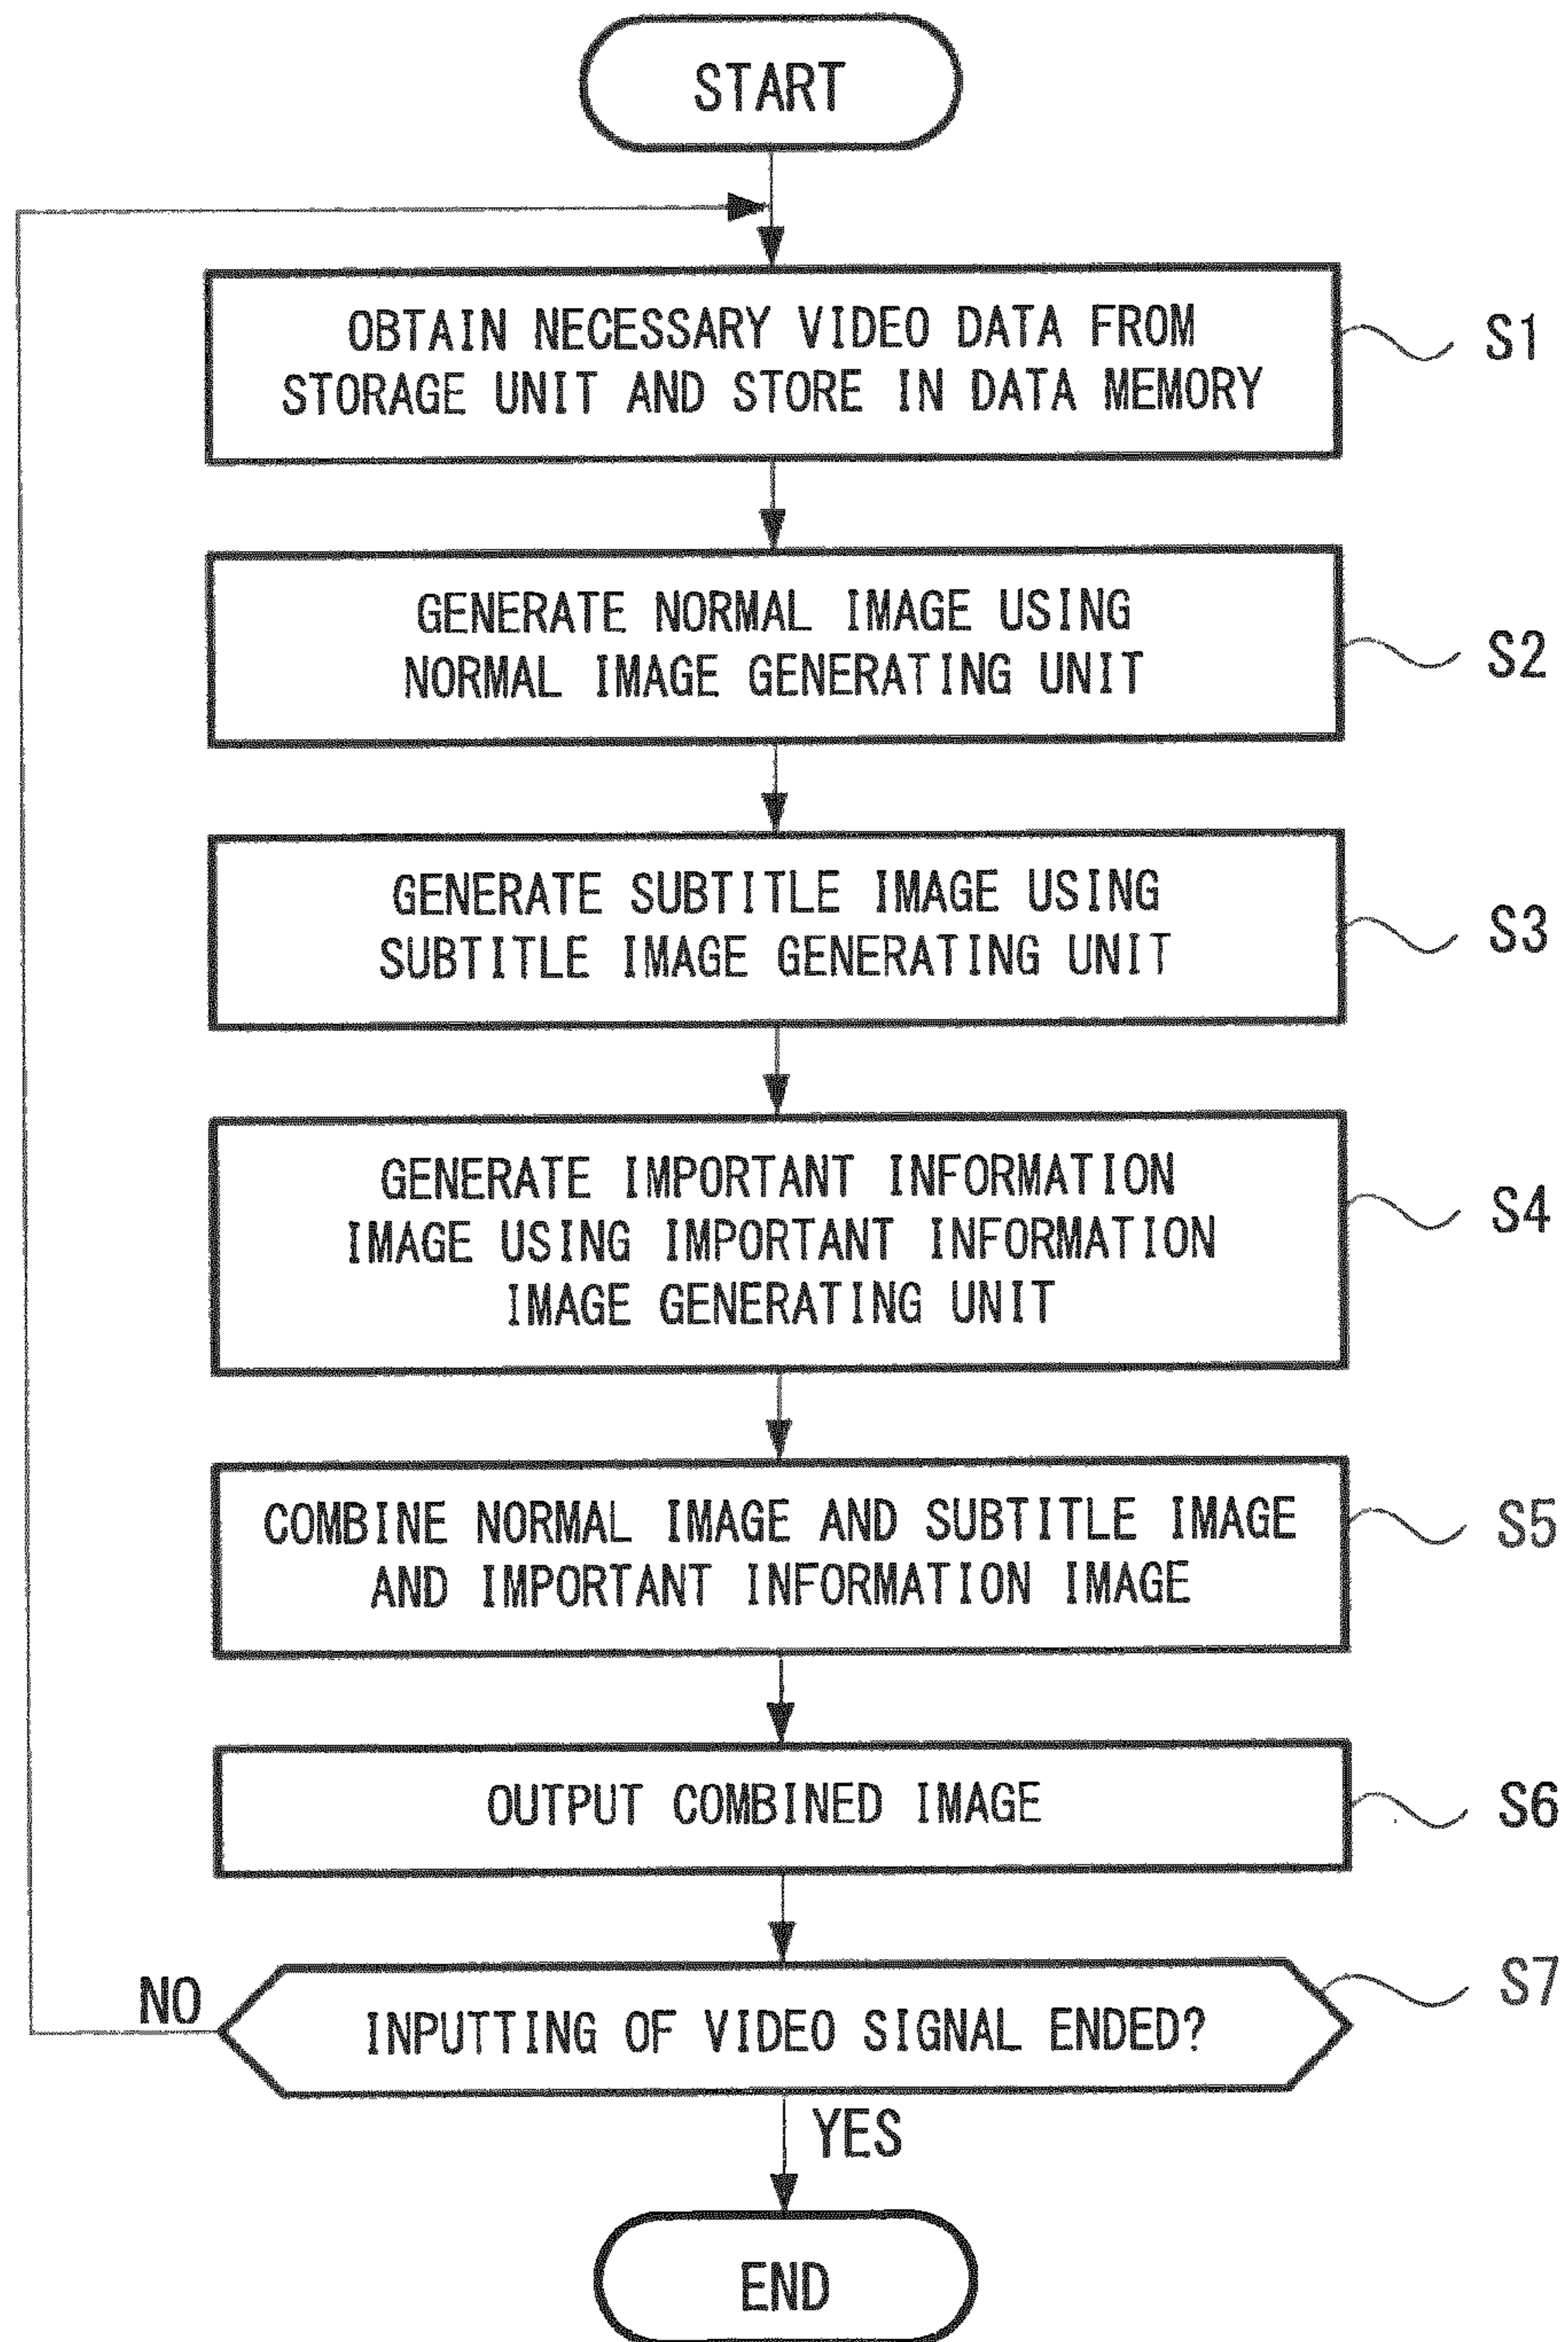 START
OBTAIN NECESSARY VIDEO DATA FROM
STORAGE UNIT AND STORE IN DATA MEMORY
S1
GENERATE NORMAL IMAGE USING
NORMAL IMAGE GENERATING UNIT
S2
GENERATE SUBTITLE IMAGE USING
SUBTITLE IMAGE GENERATING UNIT
S3
GENERATE IMPORTANT INFORMATION
IMAGE USING IMPORTANT INFORMATION
IMAGE GENERATING UNIT
S4
COMBINE NORMAL IMAGE AND SUBTITLE IMAGE
AND IMPORTANT INFORMATION IMAGE
S5
OUTPUT COMBINED IMAGE
S6
NO
INPUTTING OF VIDEO SIGNAL ENDED?
S7
YES
END